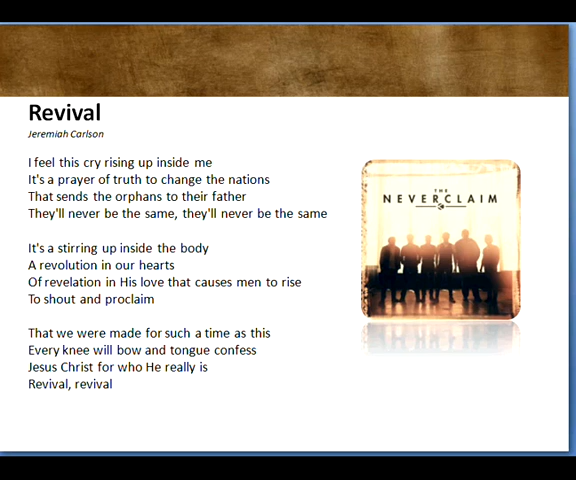 Revival
Jeremiah Carlson
I feel this cry rising up inside me
It's a prayer of truth to change the nations
That sends the orphans to their father
They'll never be the same, they'll never be the same
It's a stirring up inside the body
A revolution in our hearts
Of revelation in His love that causes men to rise
To shout and proclaim
That we were made for such a time as this
Every knee will bow and tongue confess
Jesus Christ for who He really is
Revival, revival
THE
NEVERCLAIM